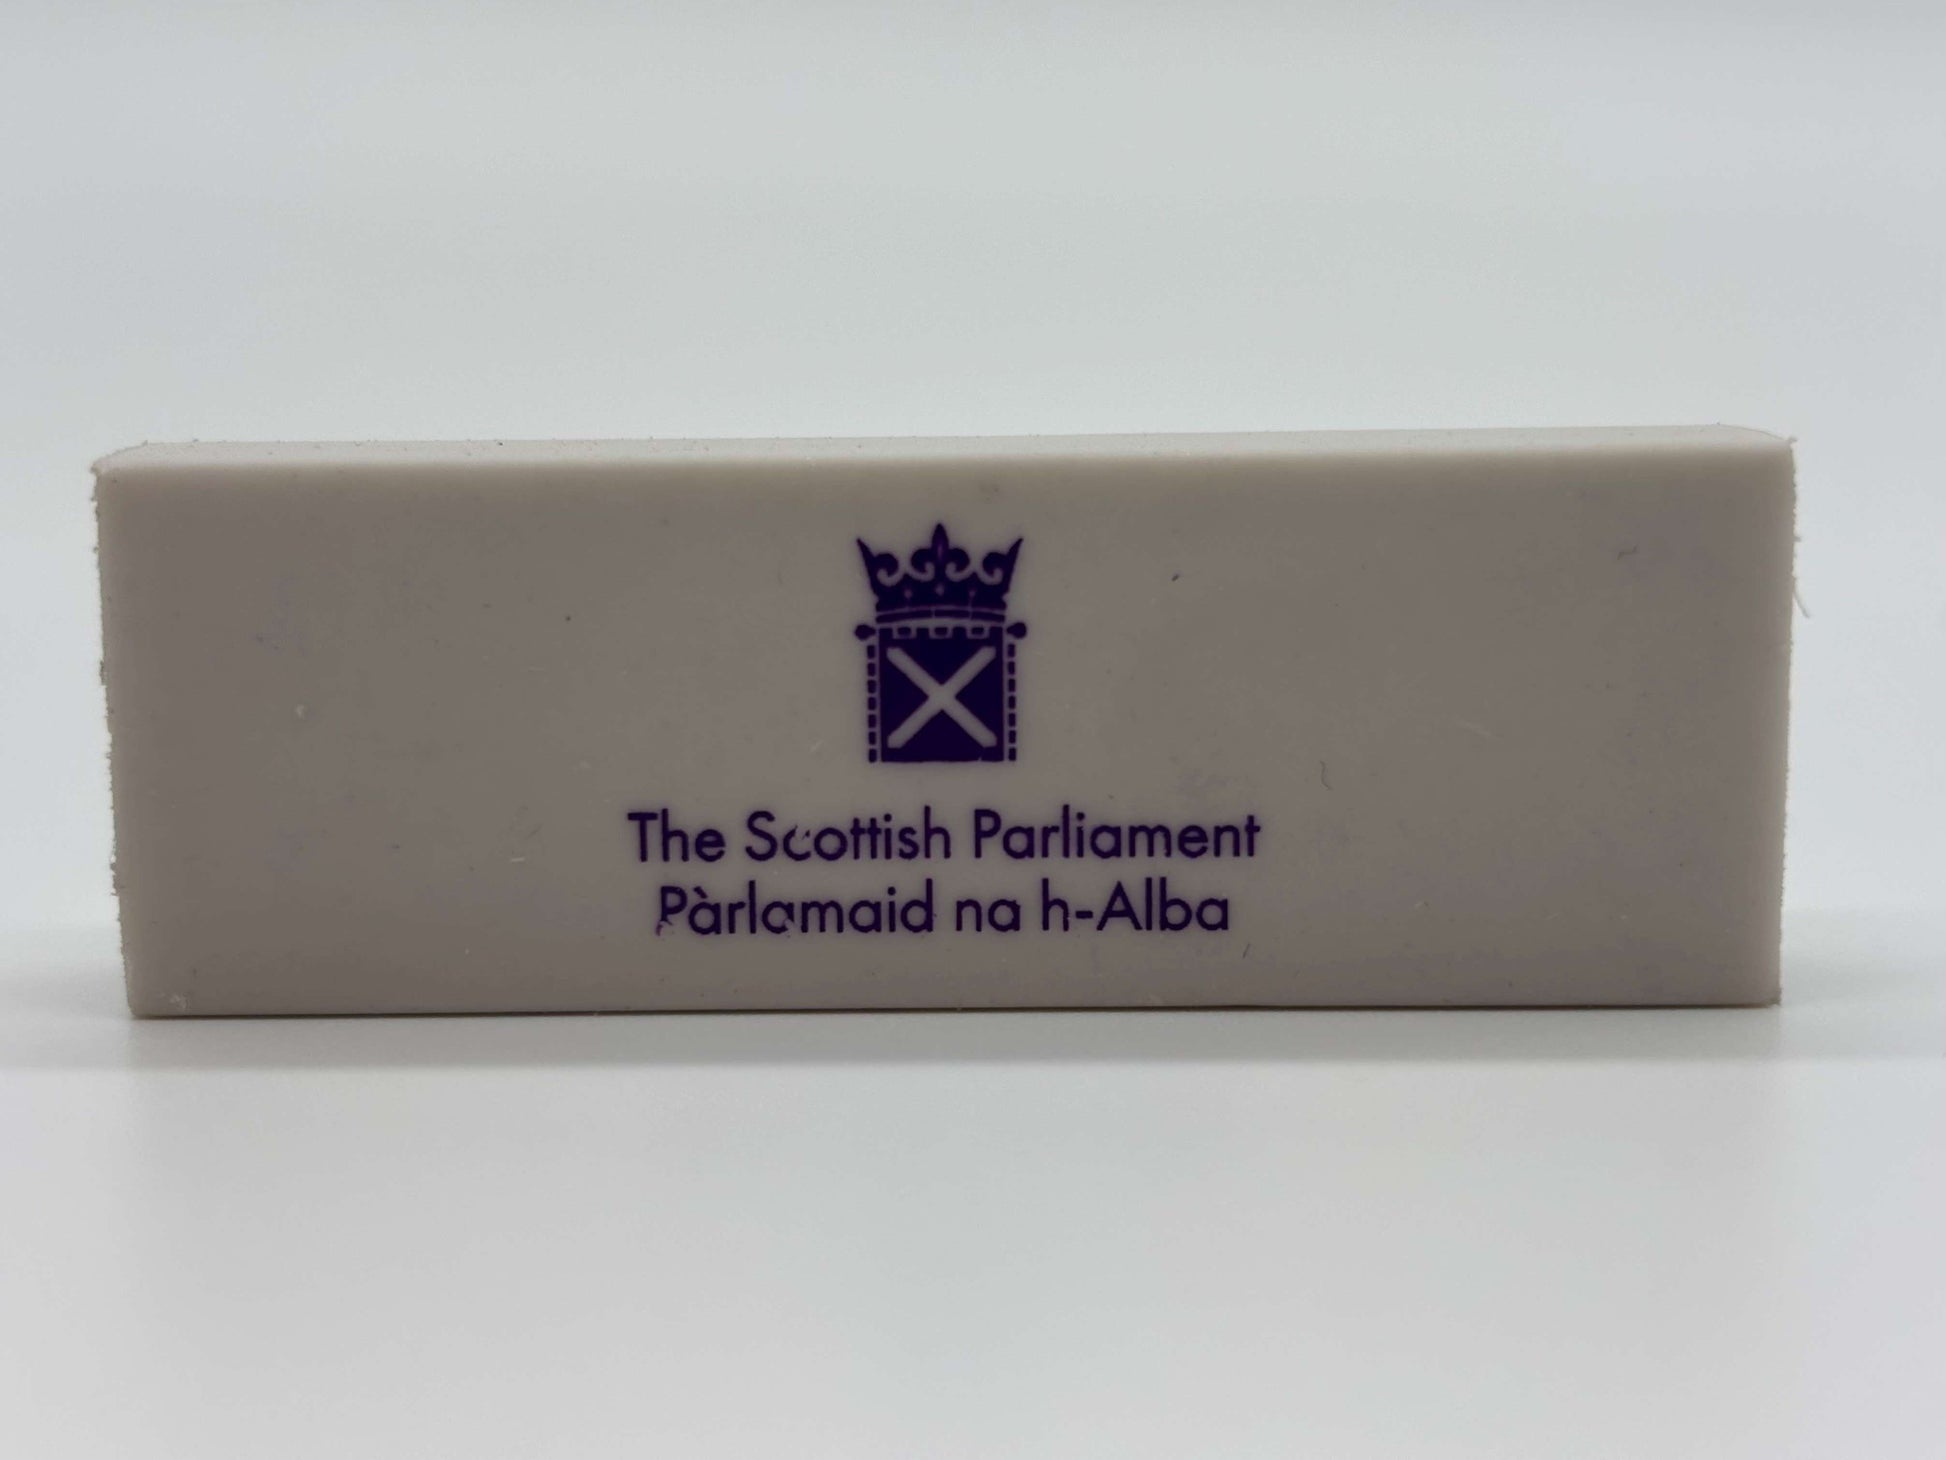 The Scottish Parliament
Pàrlamaid na h-Alba